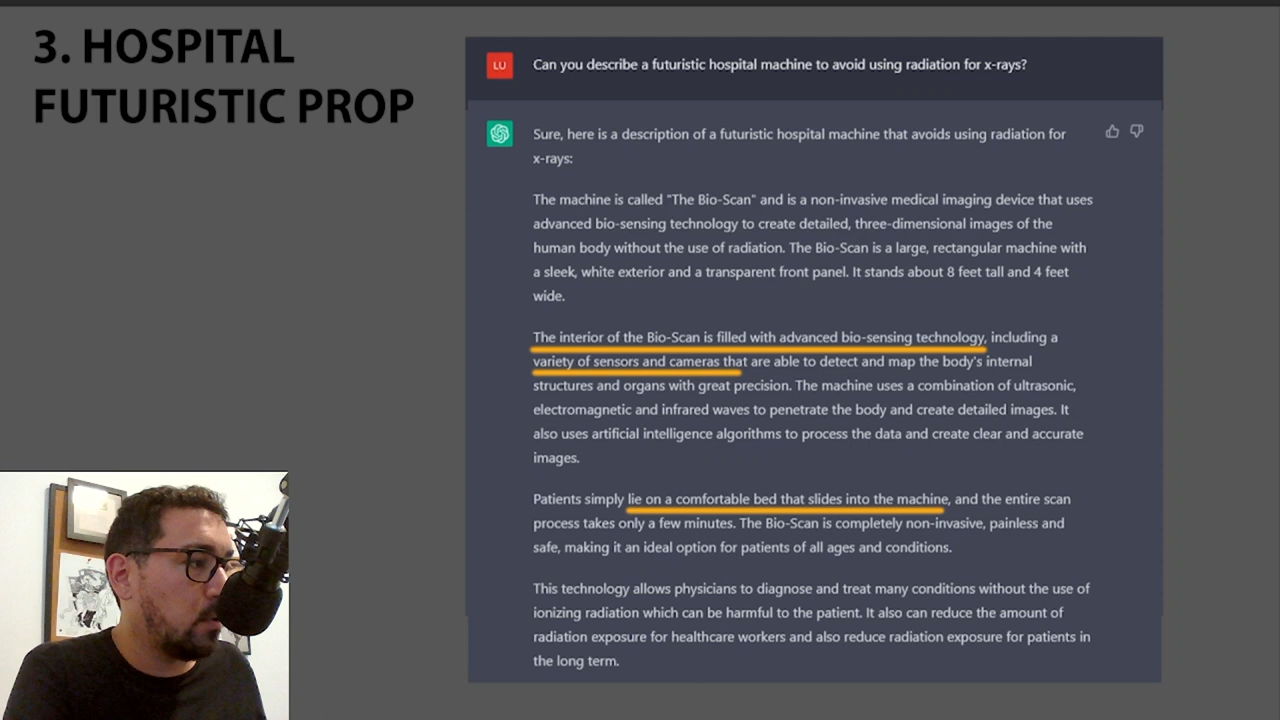 3. HOSPITAL
FUTURISTIC PROP
LU
Can you describe a futuristic hospital machine to avoid using radiation for x-rays?
Sure, here is a description of a futuristic hospital machine that avoids using radiation for
x-rays:
The machine is called "The Bio-Scan" and is a non-invasive medical imaging device that uses
advanced bio-sensing technology to create detailed, three-dimensional images of the
human body without the use of radiation. The Bio-Scan is a large, rectangular machine with
a sleek, white exterior and a transparent front panel. It stands about 8 feet tall and 4 feet
wide.
The interior of the Bio-Scan is filled with advanced bio-sensing technology, including a
variety of sensors and cameras that are able to detect and map the body's internal
structures and organs with great precision. The machine uses a combination of ultrasonic,
electromagnetic and infrared waves to penetrate the body and create detailed images. It
also uses artificial intelligence algorithms to process the data and create clear and accurate
images.
Patients simply lie on a comfortable bed that slides into the machine, and the entire scan
process takes only a few minutes. The Bio-Scan is completely non-invasive, painless and
safe, making it an ideal option for patients of all ages and conditions.
This technology allows physicians to diagnose and treat many conditions without the use of
ionizing radiation which can be harmful to the patient. It also can reduce the amount of
radiation exposure for healthcare workers and also reduce radiation exposure for patients in
the long term.